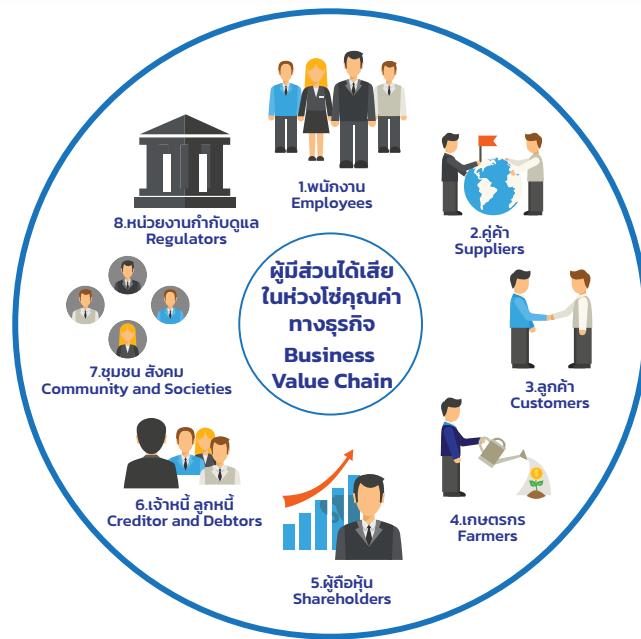 1.พนักงาน
Employees
2.คู่ค้า
Suppliers
3.ลูกค้า
Customers
4.เกษตรกร
Farmers
5.ผู้ถือหุ้น
Shareholders
6.เจ้าหนี้ ลูกหนี้
Creditor and Debtors
7.ชุมชน สังคม
Community and Societies
8.หน่วยงานกำกับดูแล
Regulators
ผู้มีส่วนได้เสีย
ในห่วงโซ่คุณค่า
ทางธุรกิจ
Business
Value Chain